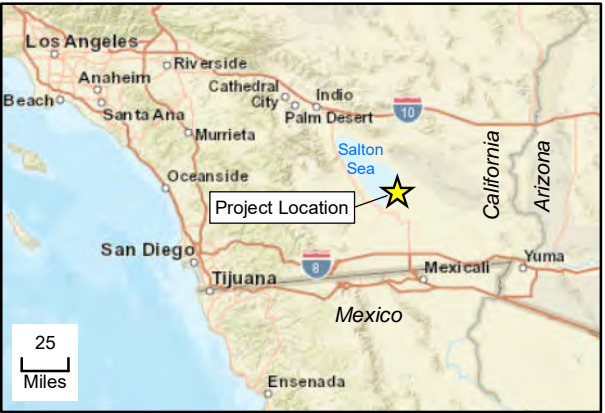 Los Angeles
Riverside
Anaheim
Cathedral
City
Indio
Beach
Santa Ana
Palm Desert
10
Murrieta
Salton
Sea
California
Arizona
Oceanside
Project Location
San Diego
8
Yuma
Tijuana
Mexicali
Mexico
25
Miles
Ensenada